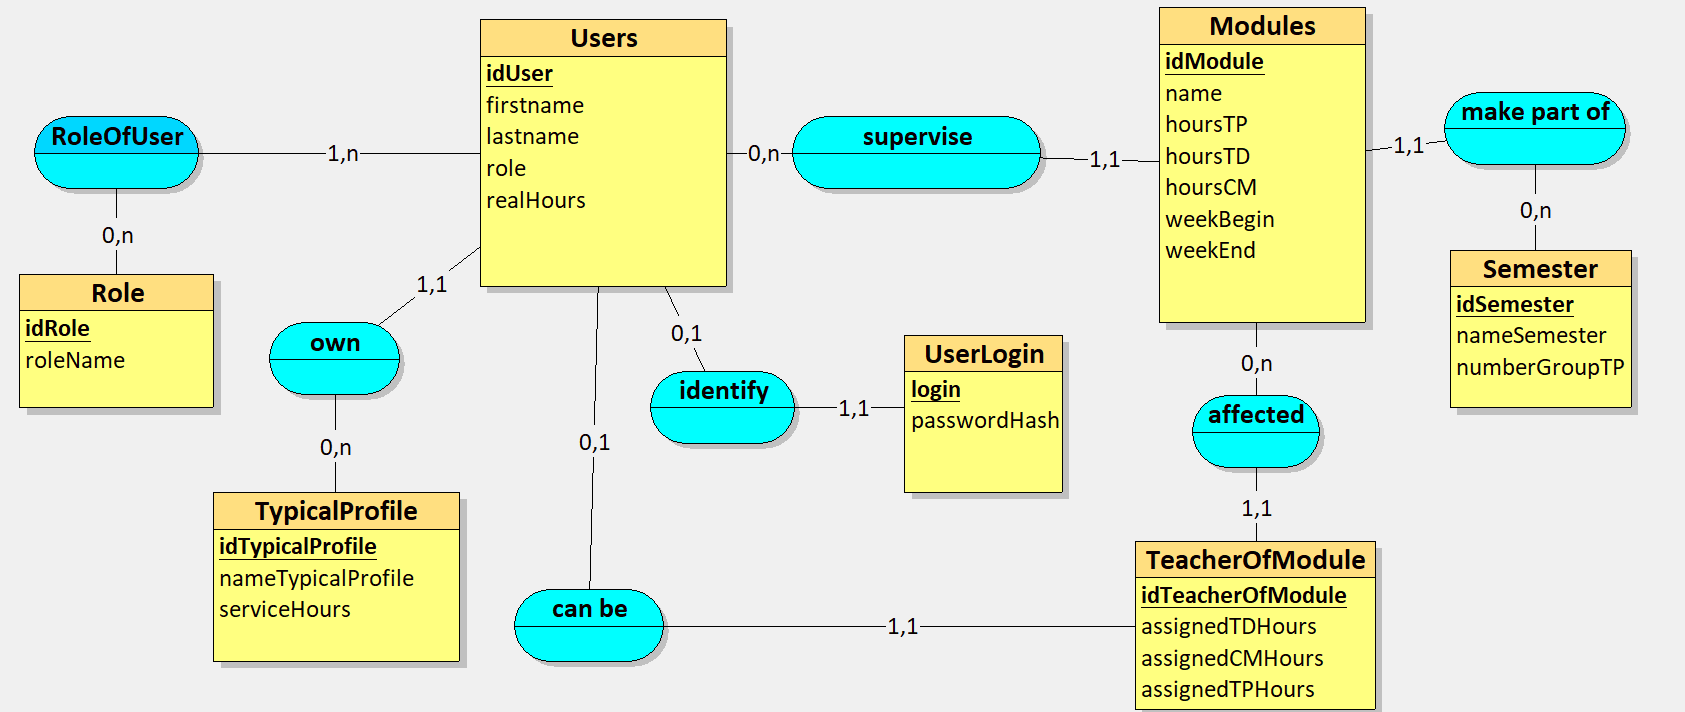 Users
idUser
firstname
lastname
role
realHours
Modules
idModule
name
hoursTP
hoursTD
hoursCM
weekBegin
weekEnd
RoleOfUser
1,n
0,n
supervise
1,1
1,1
make part of
0,n
0,n
Role
idRole
roleName
1,1
own
0,n
0,1
identify
1,1
UserLogin
login
passwordHash
Semester
idSemester
nameSemester
numberGroupTP
0,n
affected
1,1
0,1
TypicalProfile
idTypicalProfile
nameTypicalProfile
serviceHours
can be
1,1
TeacherOfModule
idTeacherOfModule
assignedTDHours
assignedCMHours
assignedTPHours